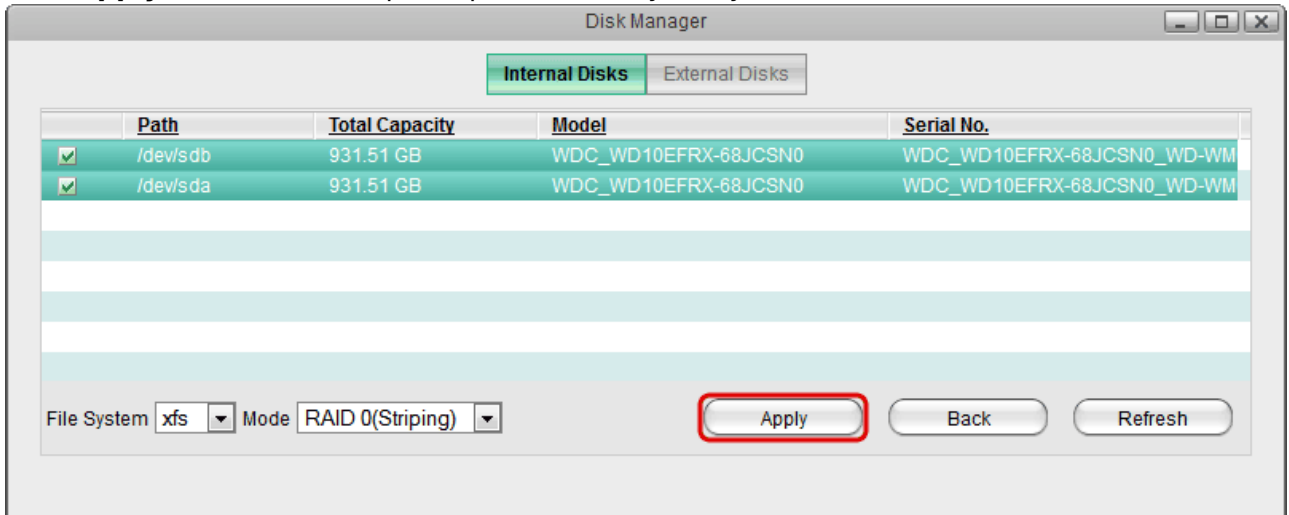 Disk Manager
Internal Disks External Disks
Path Total Capacity Model Serial No.
/dev/sdb 931.51 GB WDC_WD10EFRX-68JCSN0 WDC_WD10EFRX-68JCSN0_WD-WM
/dev/sda 931.51 GB WDC_WD10EFRX-68JCSN0 WDC_WD10EFRX-68JCSN0_WD-WM
File System xfs Mode RAID 0(Striping) Apply Back Refresh